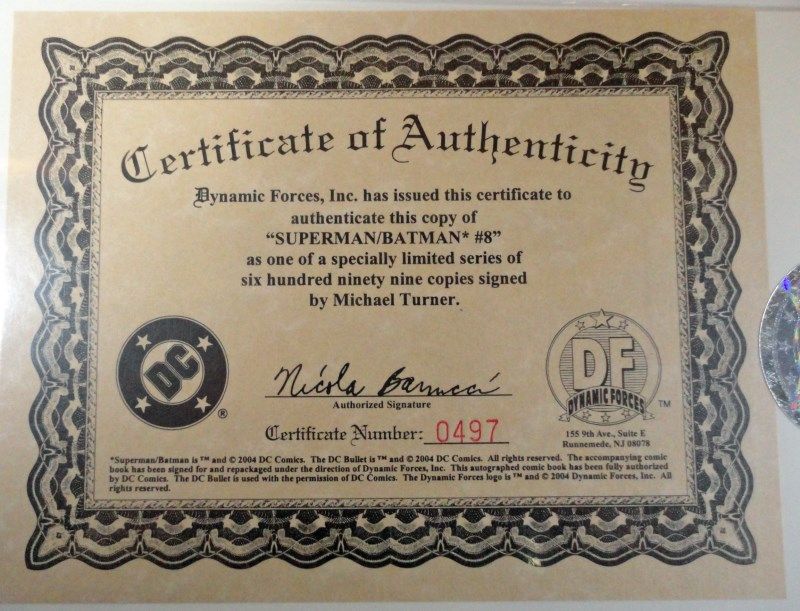 Certificate of Authenticity
Dynamic Forces, Inc. has issued this certificate to
authenticate this copy of
“SUPERMAN/BATMAN* #8”
as one of a specially limited series of
six hundred ninety nine copies signed
by Michael Turner.
DC
®
Nicola Barrucci
Authorized Signature
Certificate Number: 0497
DF
DYNAMIC FORCES
TM
155 9th Ave., Suite E
Runnemede, NJ 08078
*Superman/Batman is ™ and © 2004 DC Comics. The DC Bullet is ™ and © 2004 DC Comics. All rights reserved. The accompanying comic
book has been signed for and repackaged under the direction of Dynamic Forces, Inc. This autographed comic book has been fully authorized
by DC Comics. The DC Bullet is used with the permission of DC Comics. The Dynamic Forces logo is ™ and © 2004 Dynamic Forces, Inc. All
rights reserved.